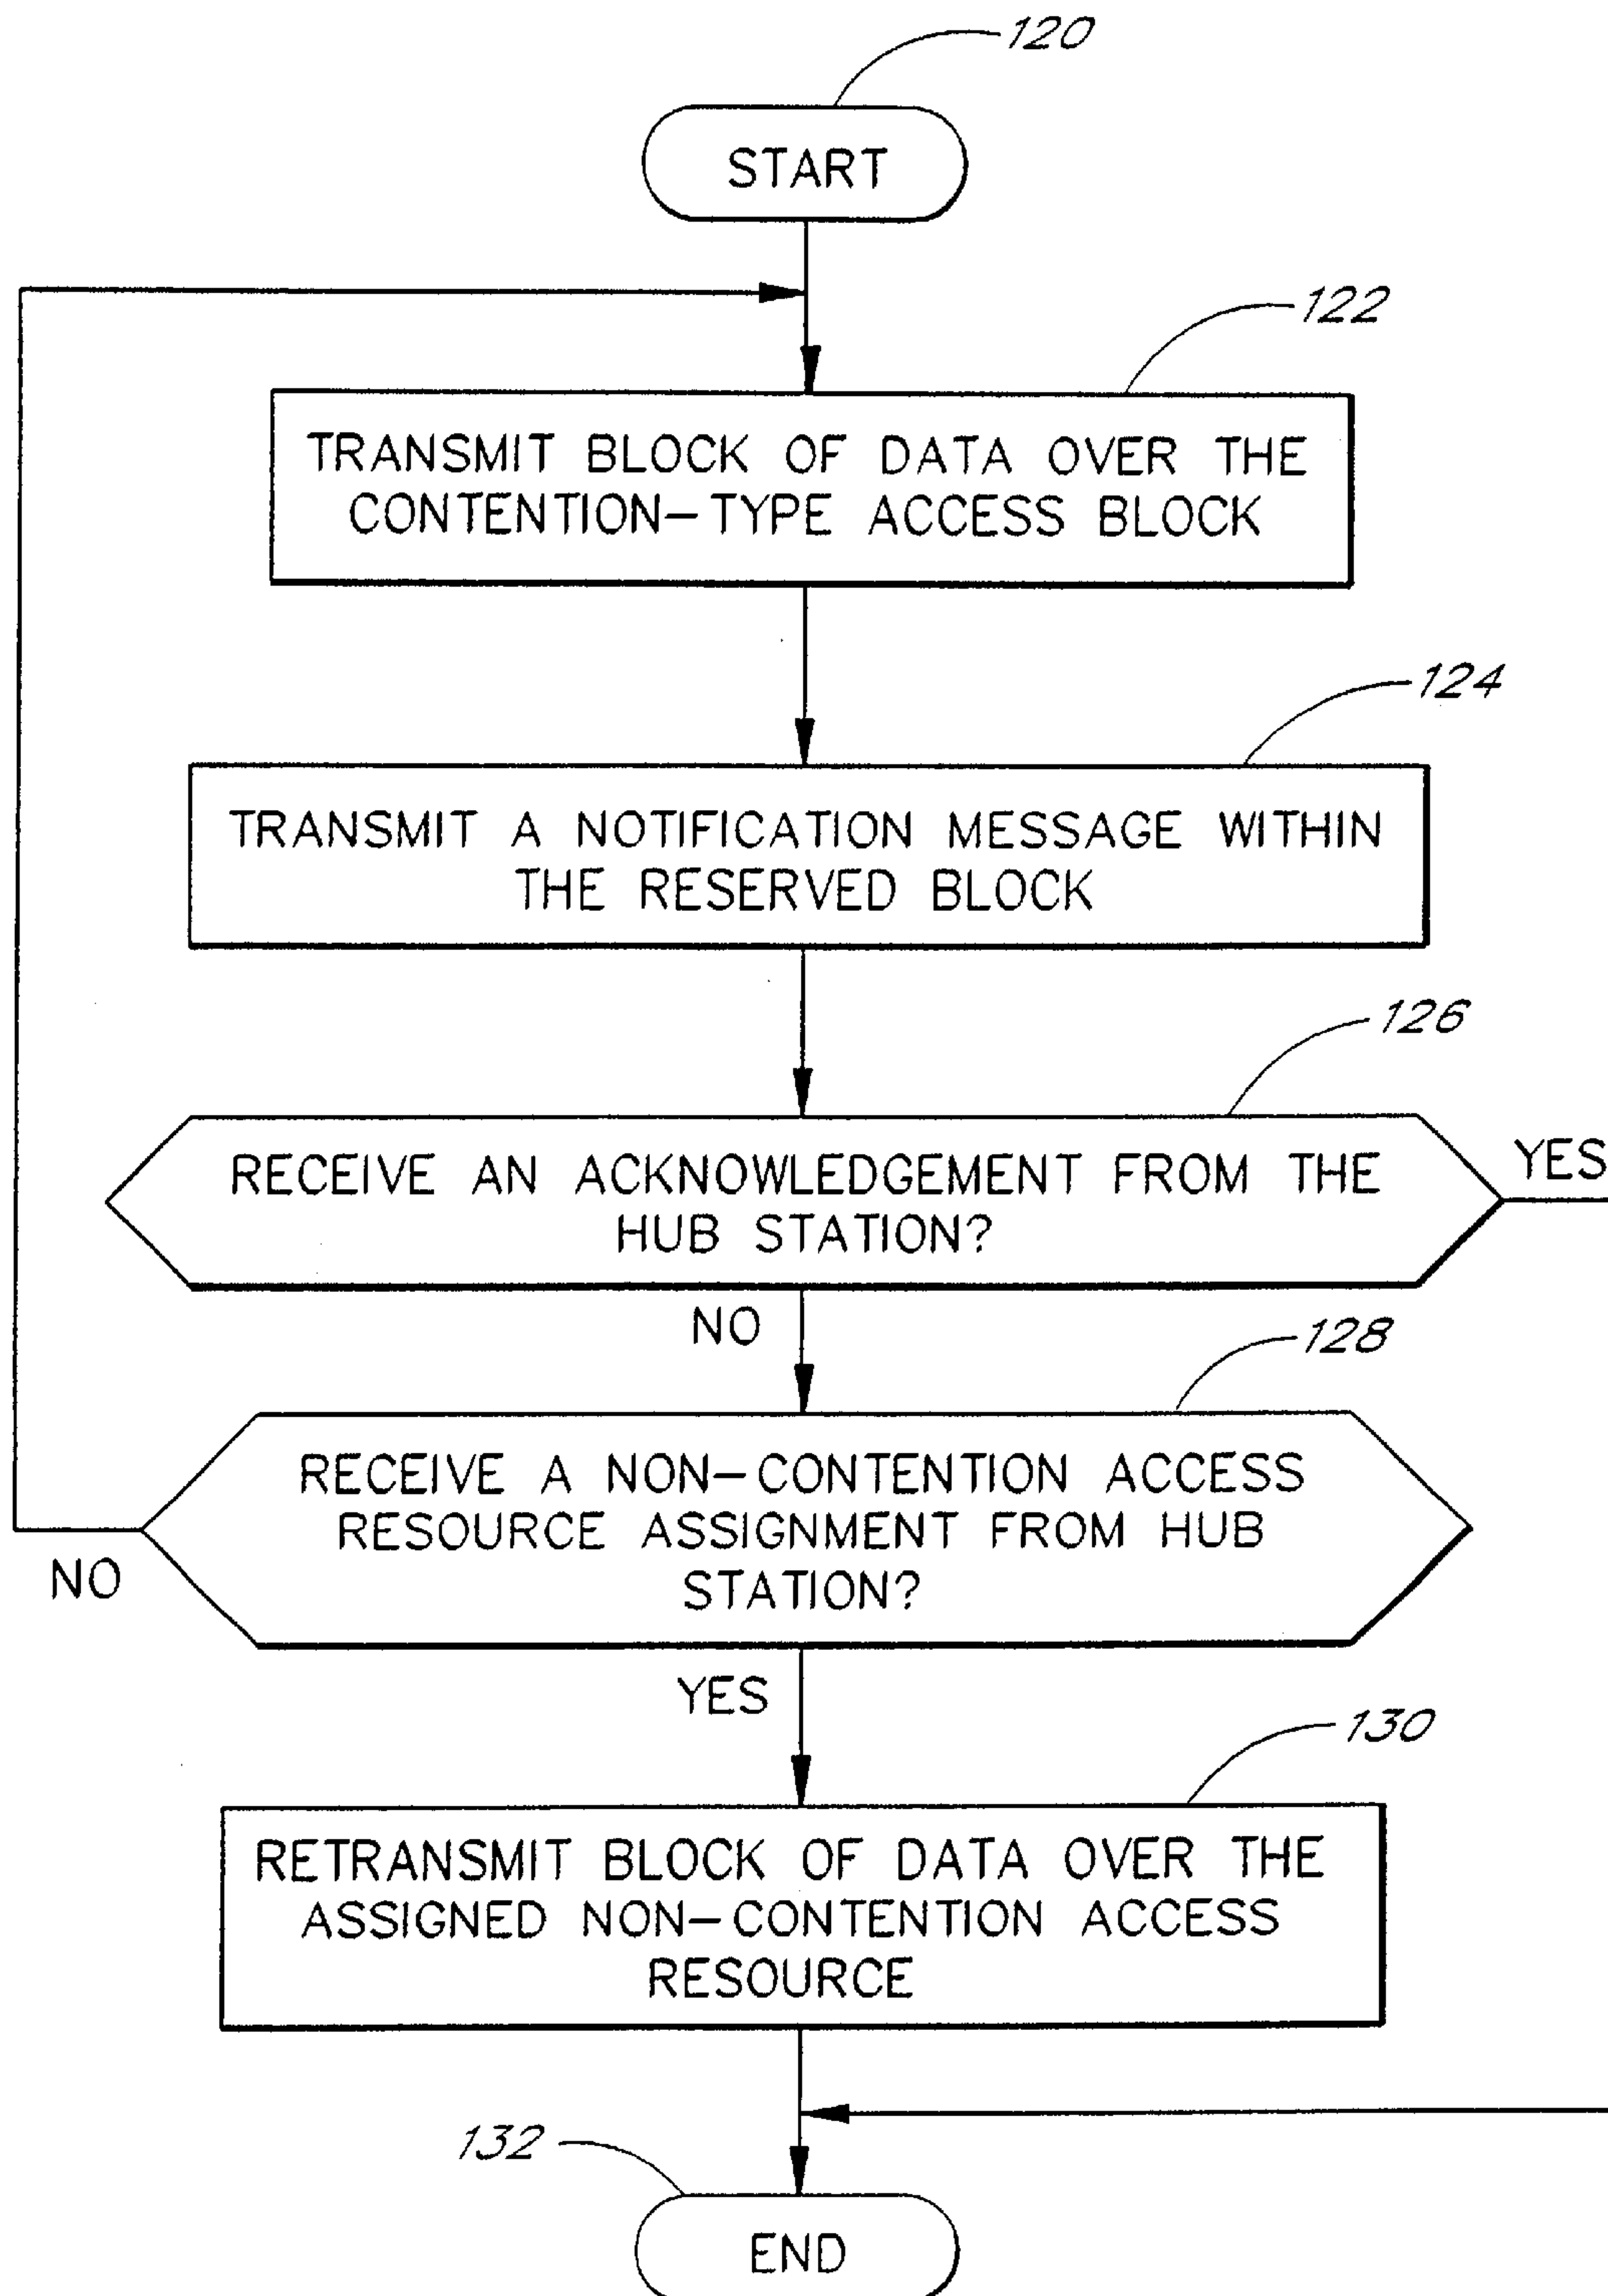 120
START
122
TRANSMIT BLOCK OF DATA OVER THE
CONTENTION-TYPE ACCESS BLOCK
124
TRANSMIT A NOTIFICATION MESSAGE WITHIN
THE RESERVED BLOCK
126
RECEIVE AN ACKNOWLEDGEMENT FROM THE
HUB STATION?
YES
NO
128
RECEIVE A NON-CONTENTION ACCESS
RESOURCE ASSIGNMENT FROM HUB
STATION?
NO
YES
130
RETRANSMIT BLOCK OF DATA OVER THE
ASSIGNED NON-CONTENTION ACCESS
RESOURCE
132
END